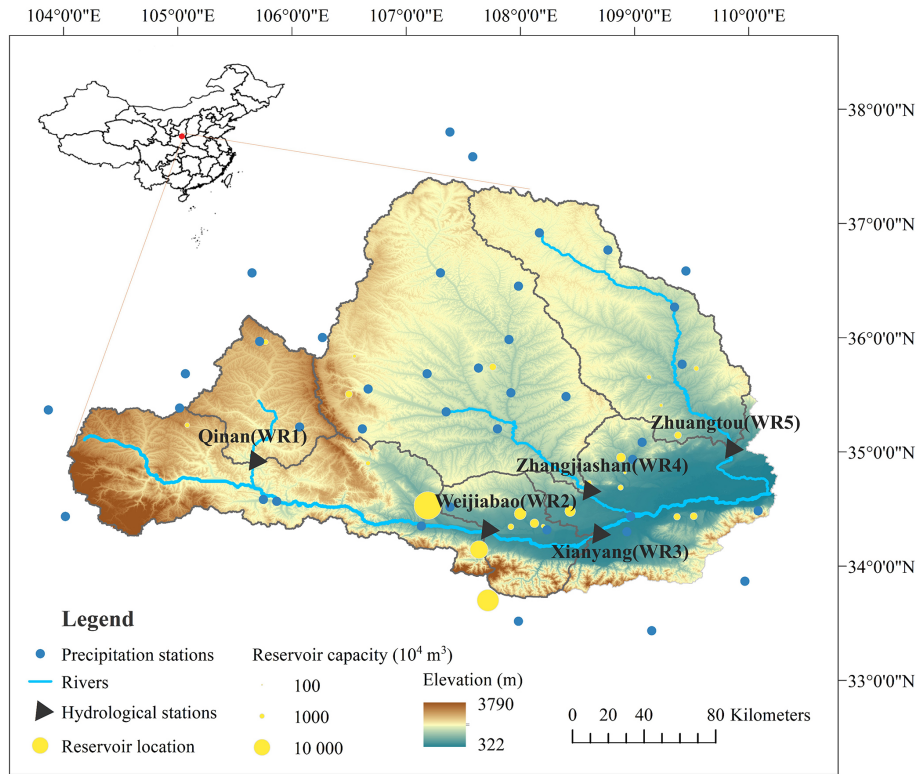 104°0'0"E 105°0'0"E 106°0'0"E 107°0'0"E 108°0'0"E 109°0'0"E 110°0'0"E
38°0'0"N
37°0'0"N
36°0'0"N
35°0'0"N
34°0'0"N
33°0'0"N
Zhuangtou(WR5)
Qinan(WR1)
Zhangjiashan(WR4)
Weijiabao(WR2)
Xianyang(WR3)
Legend
Precipitation stations
Rivers
Hydrological stations
Reservoir location
Reservoir capacity (10⁴ m³)
100
1000
10 000
Elevation (m)
3790
322
0 20 40 80 Kilometers